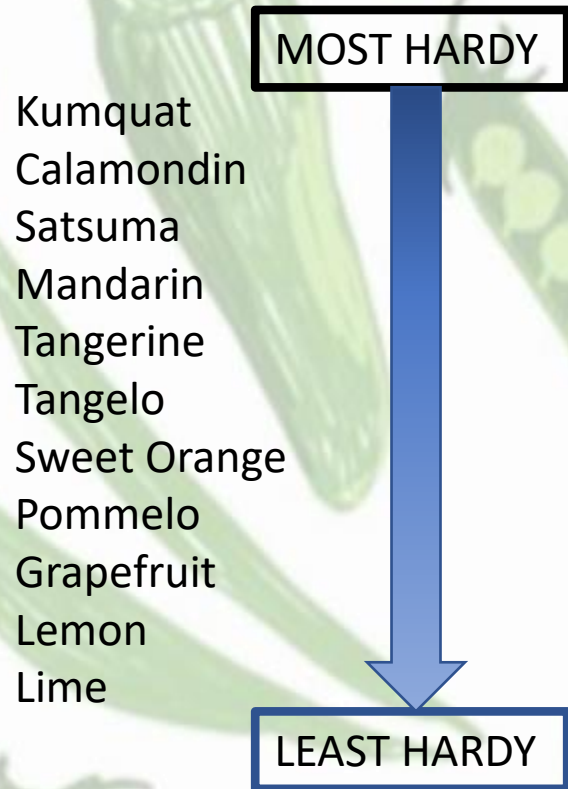 MOST HARDY
Kumquat
Calamondin
Satsuma
Mandarin
Tangerine
Tangelo
Sweet Orange
Pommelo
Grapefruit
Lemon
Lime
LEAST HARDY